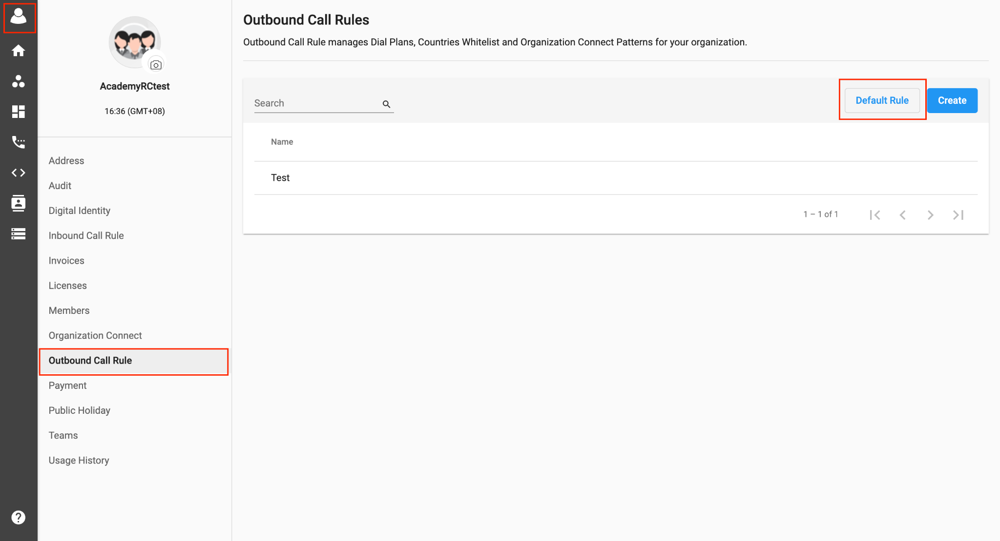 AcademyRCtest
16:36 (GMT+08)
Address
Audit
Digital Identity
Inbound Call Rule
Invoices
Licenses
Members
Organization Connect
Outbound Call Rule
Payment
Public Holiday
Teams
Usage History
Outbound Call Rules
Outbound Call Rule manages Dial Plans, Countries Whitelist and Organization Connect Patterns for your organization.
Search
Default Rule
Create
Name
Test
1 – 1 of 1